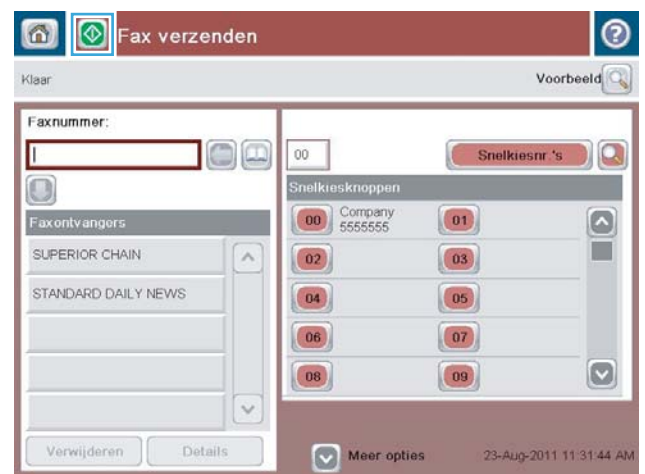 Fax verzenden
Klaar
Voorbeeld
Faxnummer:
00
Snelkiesnr.'s
Snelkiesknoppen
00 Company 01
5555555
02 03
04 05
06 07
08 09
Faxontvangers
SUPERIOR CHAIN
STANDARD DAILY NEWS
Verwijderen Details
Meer opties
23-Aug-2011 11:31:44 AM